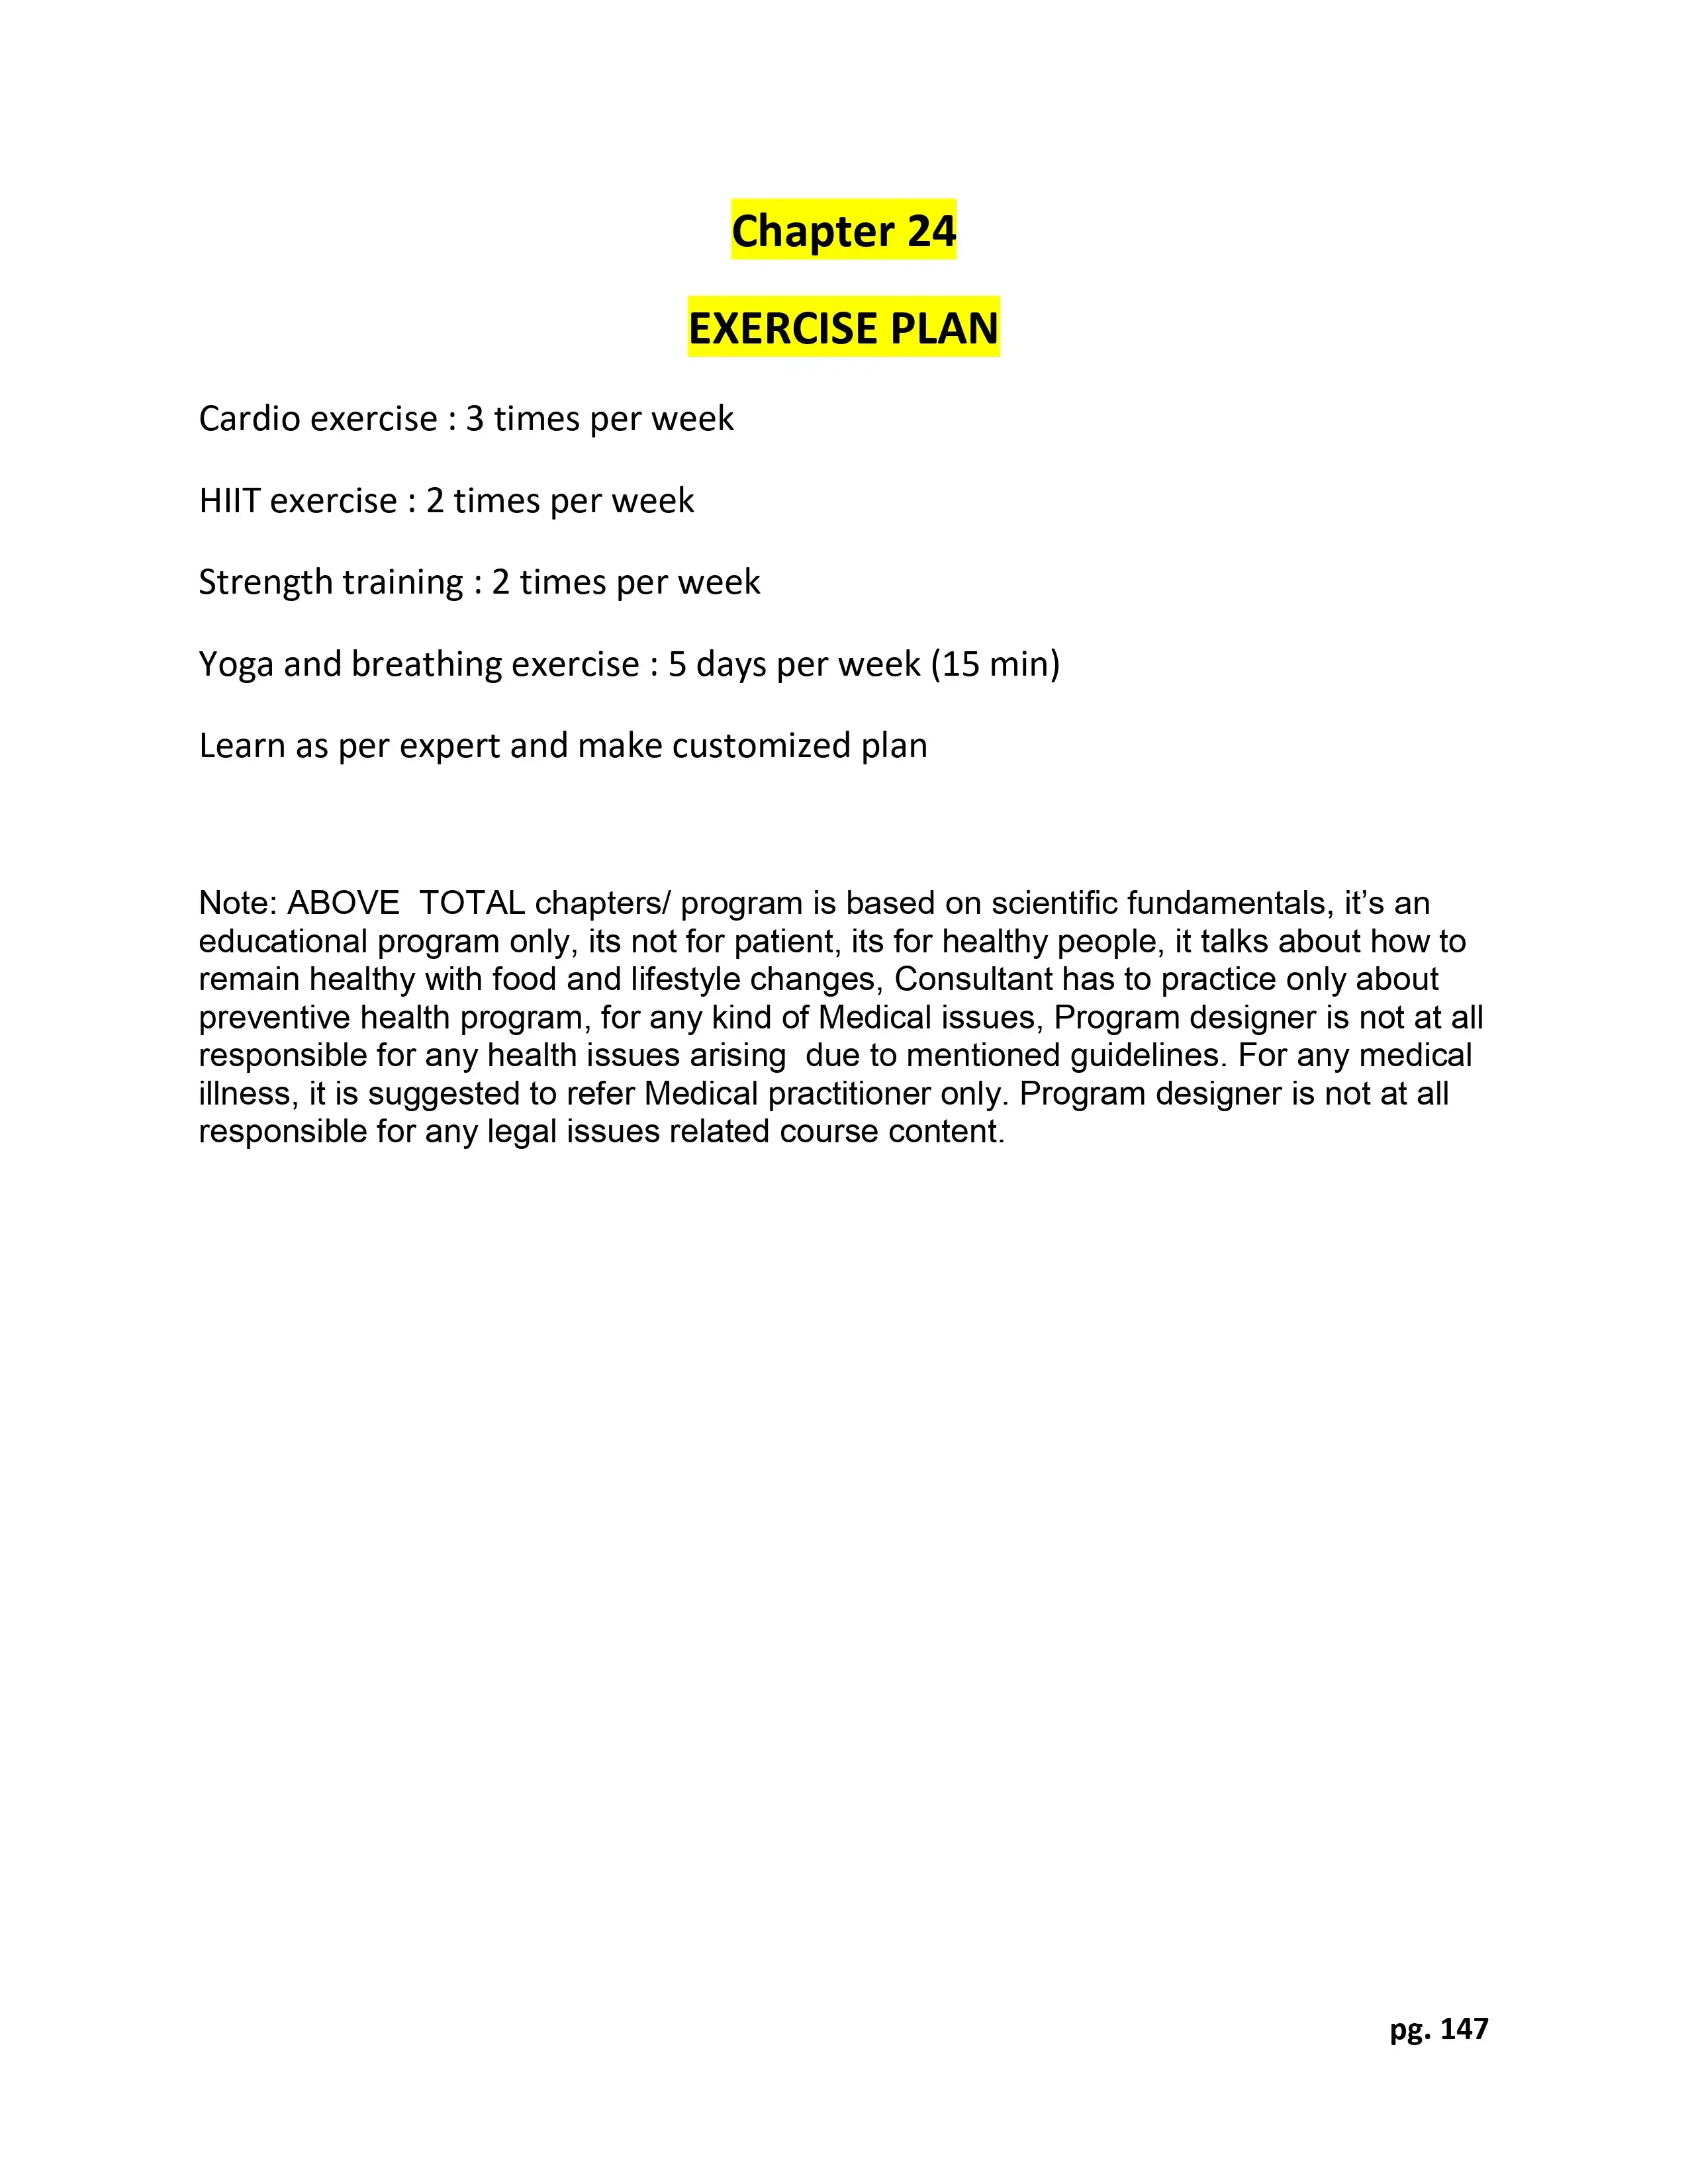 Chapter 24
EXERCISE PLAN
Cardio exercise : 3 times per week
HIIT exercise : 2 times per week
Strength training : 2 times per week
Yoga and breathing exercise : 5 days per week (15 min)
Learn as per expert and make customized plan
Note: ABOVE  TOTAL chapters/ program is based on scientific fundamentals, it’s an
educational program only, its not for patient, its for healthy people, it talks about how to
remain healthy with food and lifestyle changes, Consultant has to practice only about
preventive health program, for any kind of Medical issues, Program designer is not at all
responsible for any health issues arising  due to mentioned guidelines. For any medical
illness, it is suggested to refer Medical practitioner only. Program designer is not at all
responsible for any legal issues related course content.
pg. 147